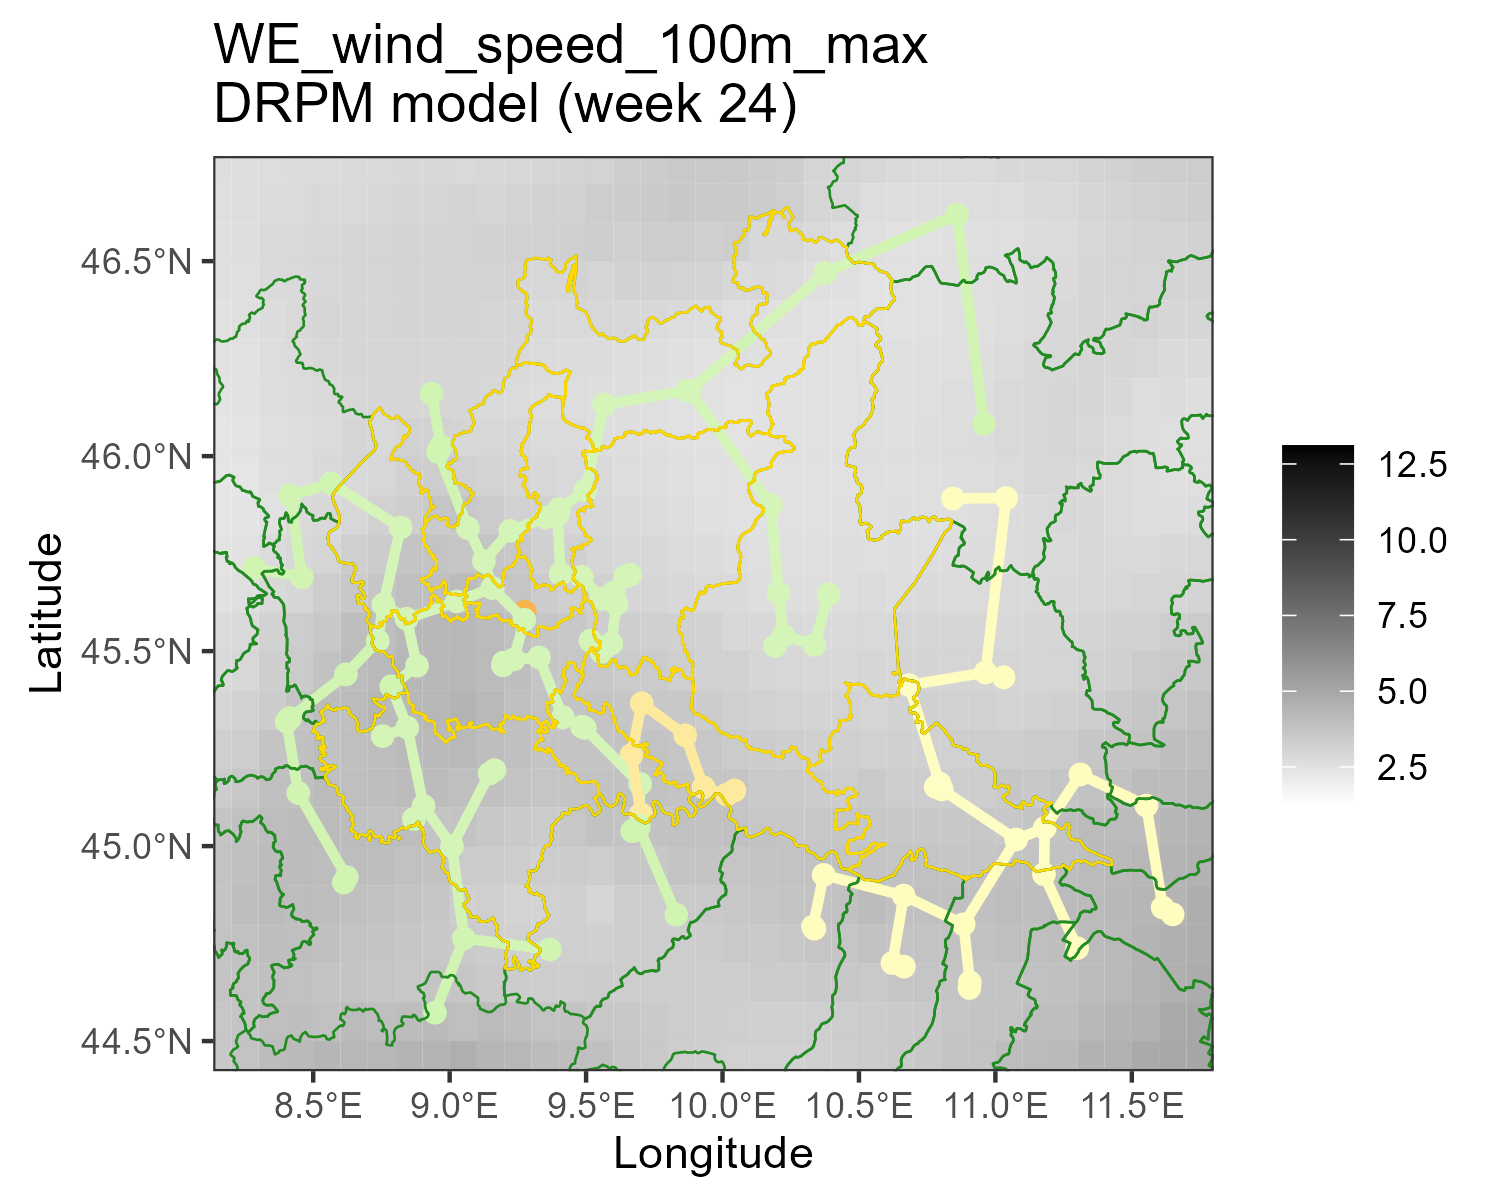 WE_wind_speed_100m_max
DRPM model (week 24)
46.5°N
46.0°N
45.5°N
45.0°N
44.5°N
Latitude
8.5°E 9.0°E 9.5°E 10.0°E 10.5°E 11.0°E 11.5°E
Longitude
12.5
10.0
7.5
5.0
2.5